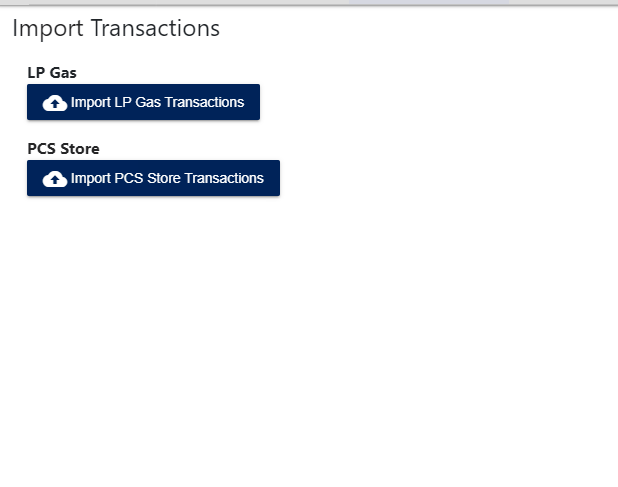 Import Transactions
LP Gas
Import LP Gas Transactions
PCS Store
Import PCS Store Transactions